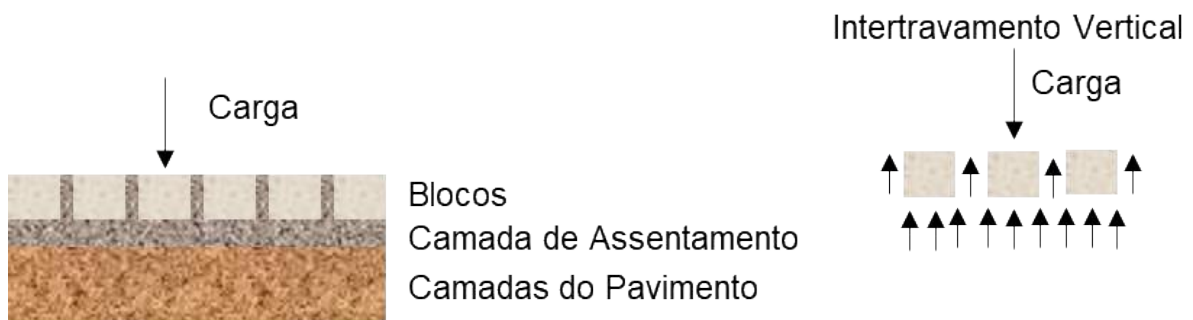 Carga
Blocos
Camada de Assentamento
Camadas do Pavimento
Intertravamento Vertical
Carga